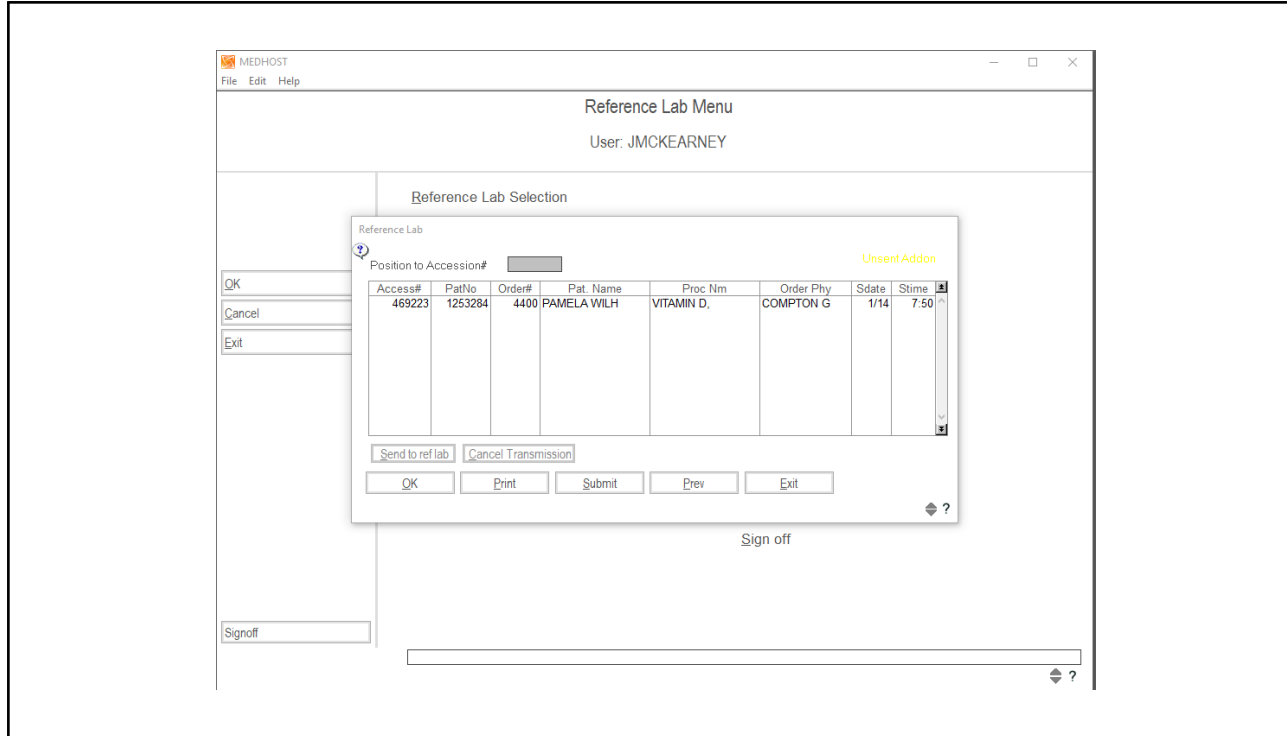 MEDHOST
File Edit Help
Reference Lab Menu
User: JMCKEARNEY
Reference Lab Selection
Reference Lab
Position to Accession#
Unsent Addon
OK
Cancel
Exit
Access# PatNo Order# Pat. Name Proc Nm Order Phy Sdate Stime
469223 1253284 4400 PAMELA WILH VITAMIN D, COMPTON G 1/14 7:50
Send to ref lab Cancel Transmission
OK Print Submit Prev Exit
?
Sign off
Signoff
?